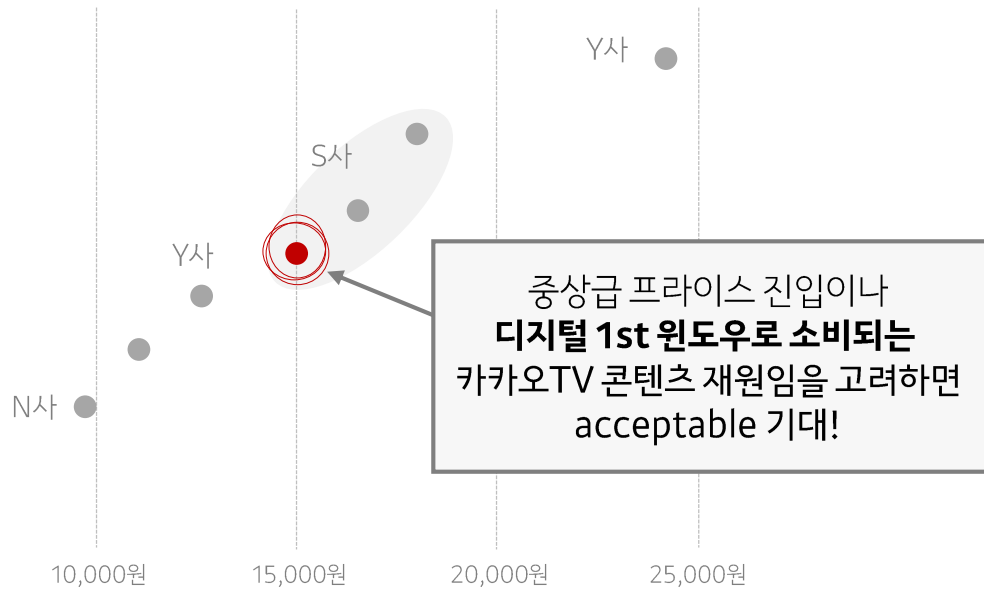 Y사
S사
Y사
중상급 프라이스 진입이나
디지털 1st 윈도우로 소비되는
카카오TV 콘텐츠 재원임을 고려하면
acceptable 기대!
N사
10,000원
15,000원
20,000원
25,000원